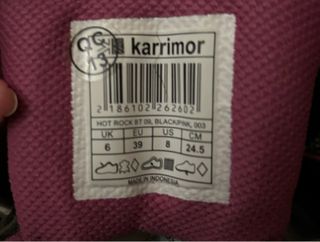 QC
13
karrimor
2 186102 262602
HOT ROCK BT 09, BLACK/PINK, 003
UK EU US CM
6 39 8 24.5
MADE IN INDONESIA